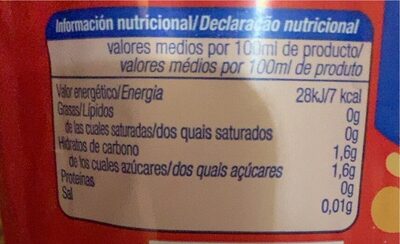 Información nutricional/Declaração nutricional
valores medios por 100ml de producto/
valores médios por 100ml de produto
Valor energético/Energia 28kJ/7 kcal
Grasas/Lípidos 0g
de las cuales saturadas/dos quais saturados 0g
Hidratos de carbono 1,6g
de los cuales azúcares/dos quais açúcares 1,6g
Proteínas 0g
Sal 0,01g